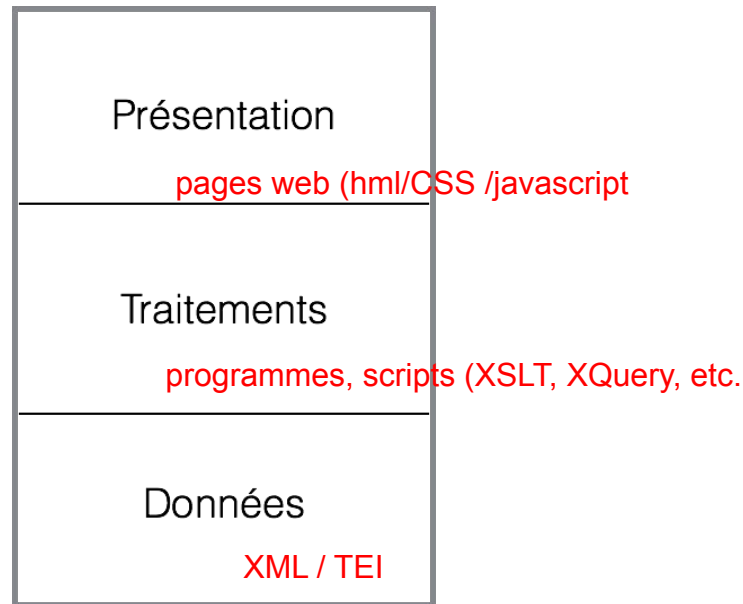 Présentation
pages web (hml/CSS /javascript
Traitements
programmes, scripts (XSLT, XQuery, etc.
Données
XML / TEI